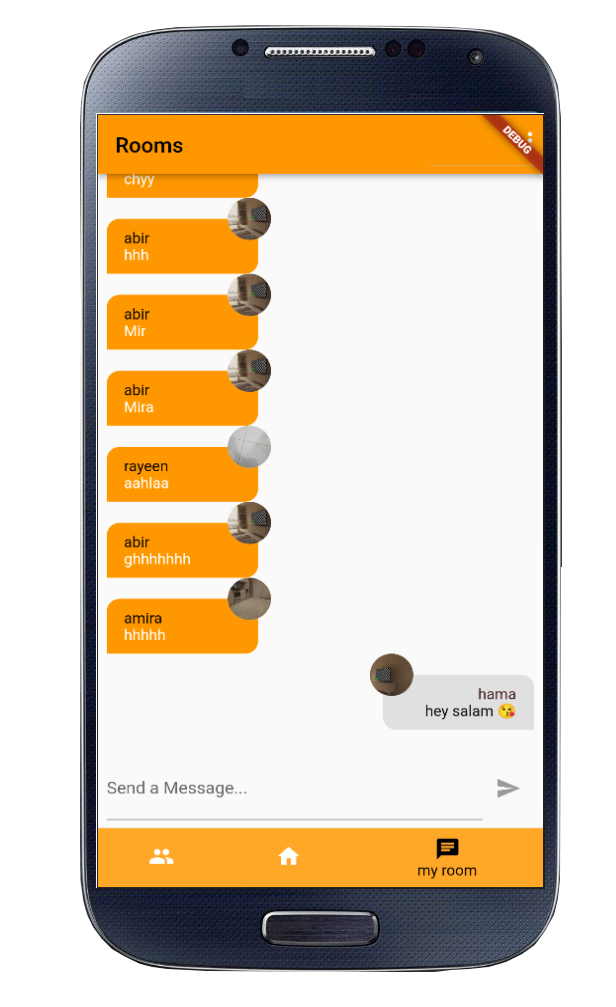 Rooms
DEBUG
chyy
abir
hhh
abir
Mir
abir
Mira
rayeen
aahlaa
abir
ghhhhhhh
amira
hhhhh
hama
hey salam 😘
Send a Message...
my room